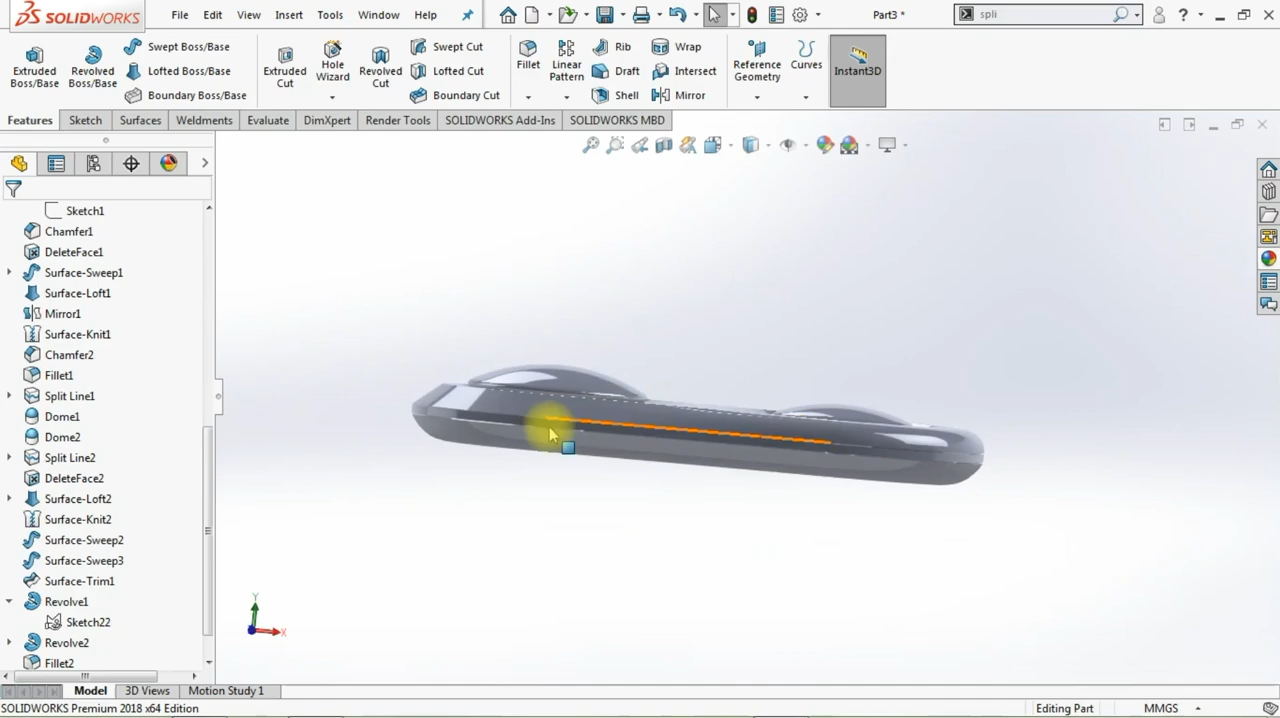 SOLIDWORKS File Edit View Insert Tools Window Help Part3 * spli ?
Extruded Boss/Base
Revolved Boss/Base
Swept Boss/Base
Lofted Boss/Base
Boundary Boss/Base
Extruded Cut
Hole Wizard
Revolved Cut
Swept Cut
Lofted Cut
Boundary Cut
Fillet
Linear Pattern
Rib
Draft
Shell
Wrap
Intersect
Mirror
Reference Geometry
Curves
Instant3D
Features Sketch Surfaces Weldments Evaluate DimXpert Render Tools SOLIDWORKS Add-Ins SOLIDWORKS MBD
Sketch1
Chamfer1
DeleteFace1
Surface-Sweep1
Surface-Loft1
Mirror1
Surface-Knit1
Chamfer2
Fillet1
Split Line1
Dome1
Dome2
Split Line2
DeleteFace2
Surface-Loft2
Surface-Knit2
Surface-Sweep2
Surface-Sweep3
Surface-Trim1
Revolve1
Sketch22
Revolve2
Fillet2
Y
X
Model 3D Views Motion Study 1
SOLIDWORKS Premium 2018 x64 Edition Editing Part MMGS